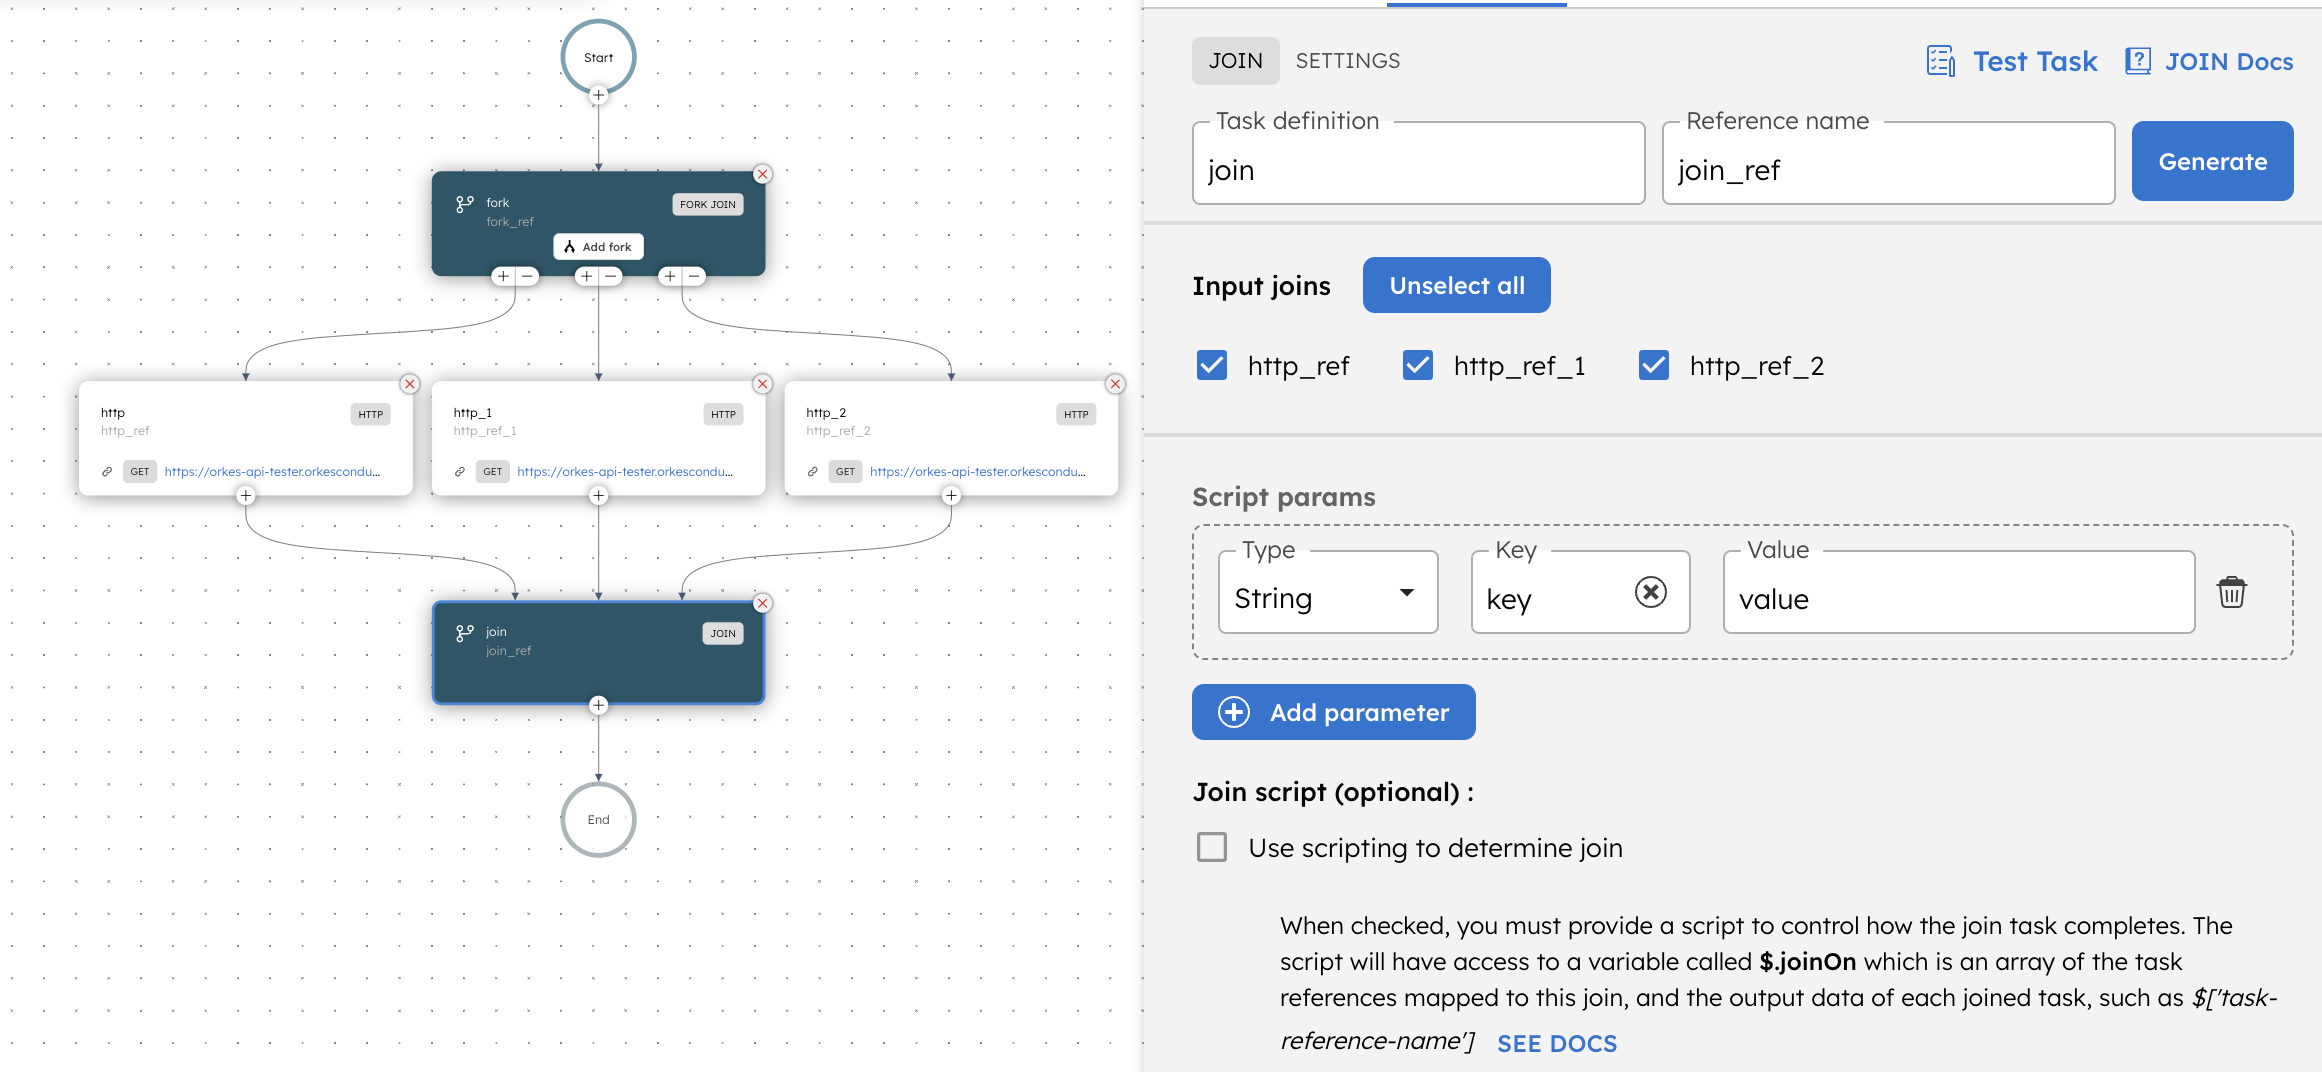 Start
fork
fork_ref
FORK JOIN
Add fork
http
http_ref
HTTP
GET
https://orkes-api-tester.orkescondu...
http_1
http_ref_1
HTTP
GET
https://orkes-api-tester.orkescondu...
http_2
http_ref_2
HTTP
GET
https://orkes-api-tester.orkescondu...
join
join_ref
JOIN
End
JOIN
SETTINGS
Test Task
JOIN Docs
Task definition
join
Reference name
join_ref
Generate
Input joins
Unselect all
http_ref
http_ref_1
http_ref_2
Script params
Type
String
Key
key
Value
value
Add parameter
Join script (optional) :
Use scripting to determine join
When checked, you must provide a script to control how the join task completes. The
script will have access to a variable called $.joinOn which is an array of the task
references mapped to this join, and the output data of each joined task, such as $['task-
reference-name'] SEE DOCS